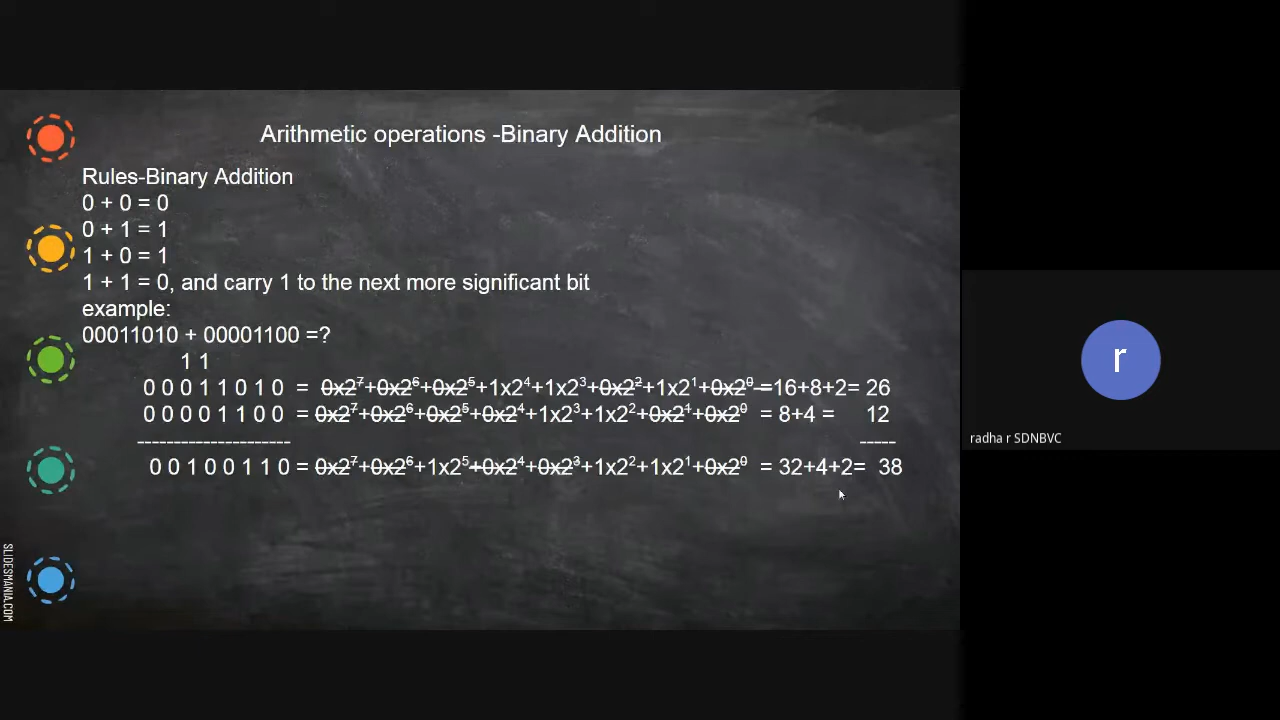 Arithmetic operations -Binary Addition
Rules-Binary Addition
0 + 0 = 0
0 + 1 = 1
1 + 0 = 1
1 + 1 = 0, and carry 1 to the next more significant bit
example:
00011010 + 00001100 =?
1 1
0 0 0 1 1 0 1 0 = 0x2⁷+0x2⁶+0x2⁵+1x2⁴+1x2³+0x2²+1x2¹+0x2⁰ =16+8+2= 26
0 0 0 0 1 1 0 0 = 0x2⁷+0x2⁶+0x2⁵+0x2⁴+1x2³+1x2²+0x2¹+0x2⁰ = 8+4 = 12
--------------------- -----
0 0 1 0 0 1 1 0 = 0x2⁷+0x2⁶+1x2⁵+0x2⁴+0x2³+1x2²+1x2¹+0x2⁰ = 32+4+2= 38
SLIDESMANIA.COM
r
radha r SDNBVC